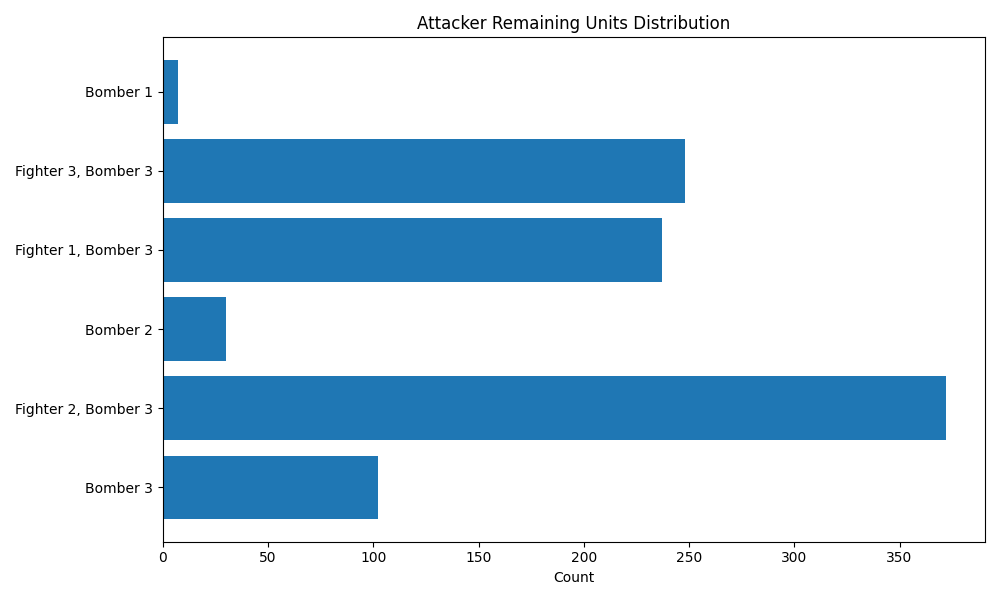 Attacker Remaining Units Distribution
Bomber 1
Fighter 3, Bomber 3
Fighter 1, Bomber 3
Bomber 2
Fighter 2, Bomber 3
Bomber 3
0 50 100 150 200 250 300 350
Count